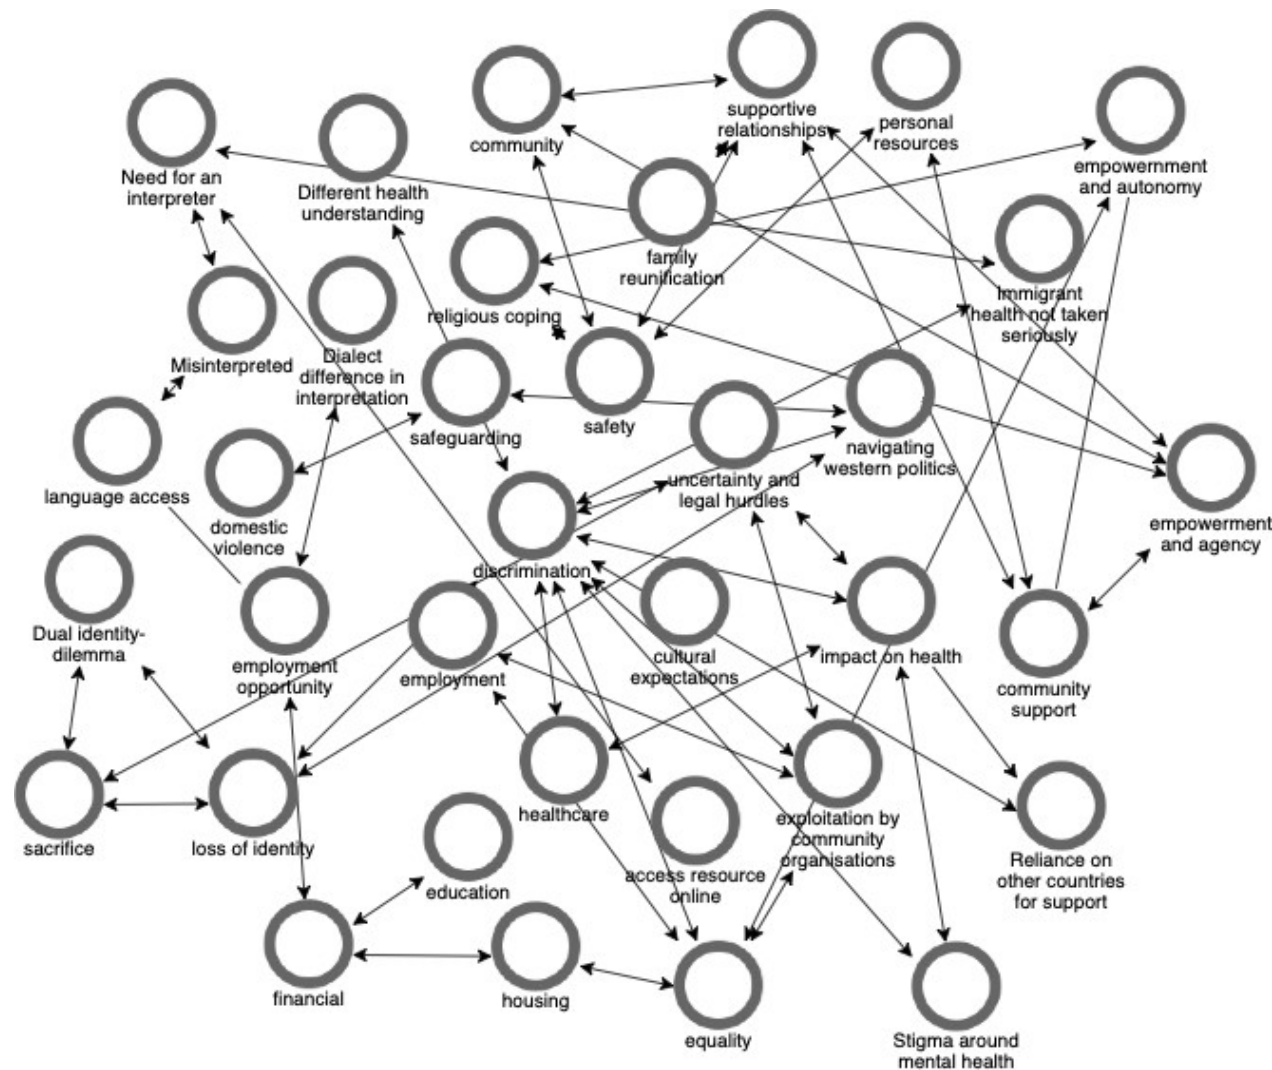 supportive
relationships
personal
resources
community
empowernment
and autonomy
Need for an
interpreter
Different health
understanding
family
reunification
Immigrant
health not taken
seriously
religious coping
Misinterpreted
Dialect
difference in
interpretation
safeguarding
safety
navigating
western politics
uncertainty and
legal hurdles
language access
domestic
violence
empowerment
and agency
discrimination
Dual identity-
dilemma
employment
opportunity
employment
cultural
expectations
impact on health
community
support
sacrifice
loss of identity
healthcare
exploitation by
community
organisations
education
access resource
online
Reliance on
other countries
for support
financial
housing
equality
Stigma around
mental health